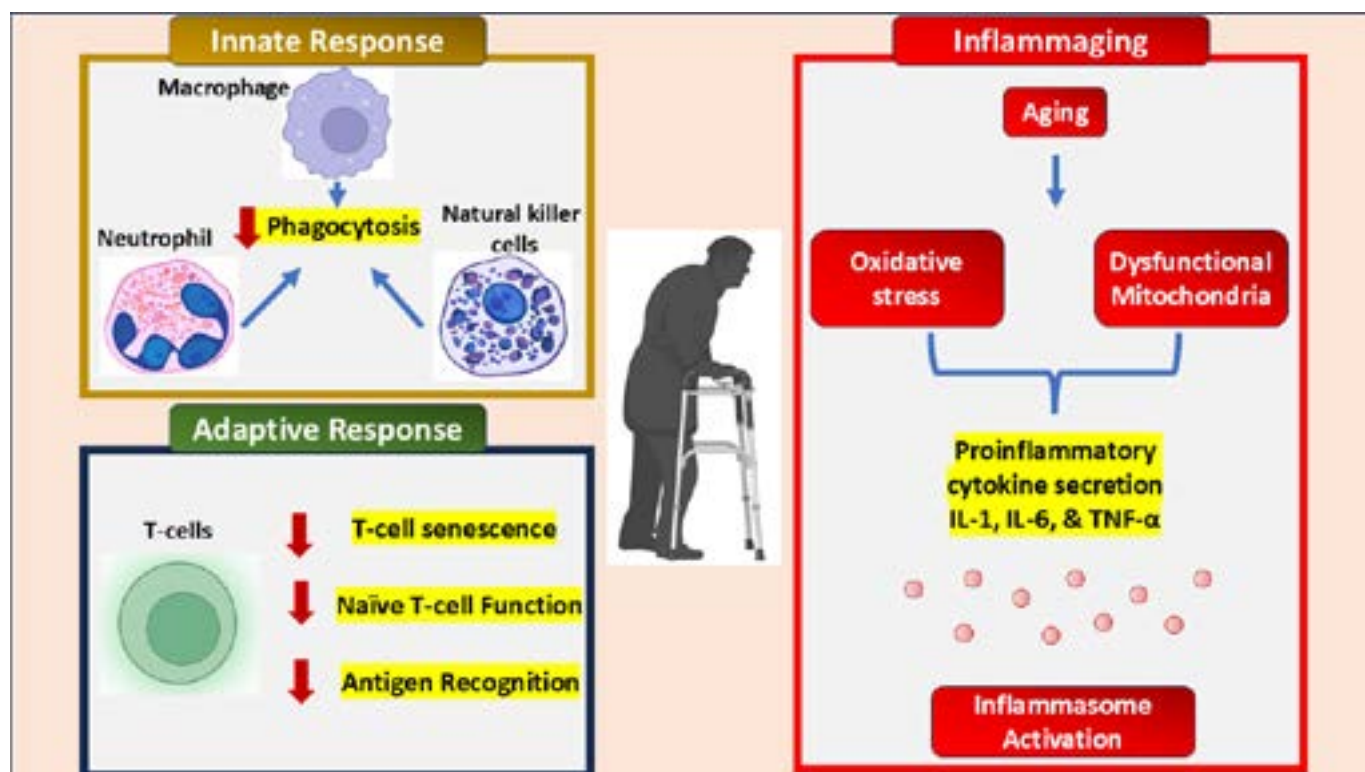 Innate Response
Macrophage
Phagocytosis
Neutrophil
Natural killer
cells
Adaptive Response
T-cells
T-cell senescence
Naïve T-cell Function
Antigen Recognition
Inflammaging
Aging
Oxidative
stress
Dysfunctional
Mitochondria
Proinflammatory
cytokine secretion
IL-1, IL-6, & TNF-α
Inflammasome
Activation